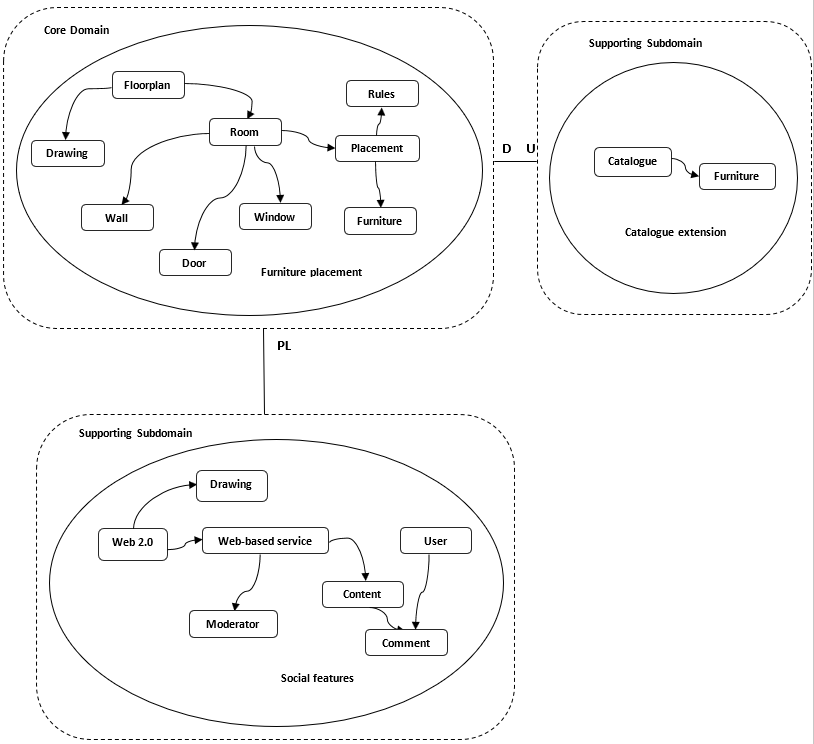 Core Domain
Floorplan
Rules
Drawing
Room
Placement
Wall
Window
Furniture
Door
Furniture placement
D U
Supporting Subdomain
Catalogue
Furniture
Catalogue extension
PL
Supporting Subdomain
Drawing
Web 2.0
Web-based service
User
Content
Moderator
Comment
Social features